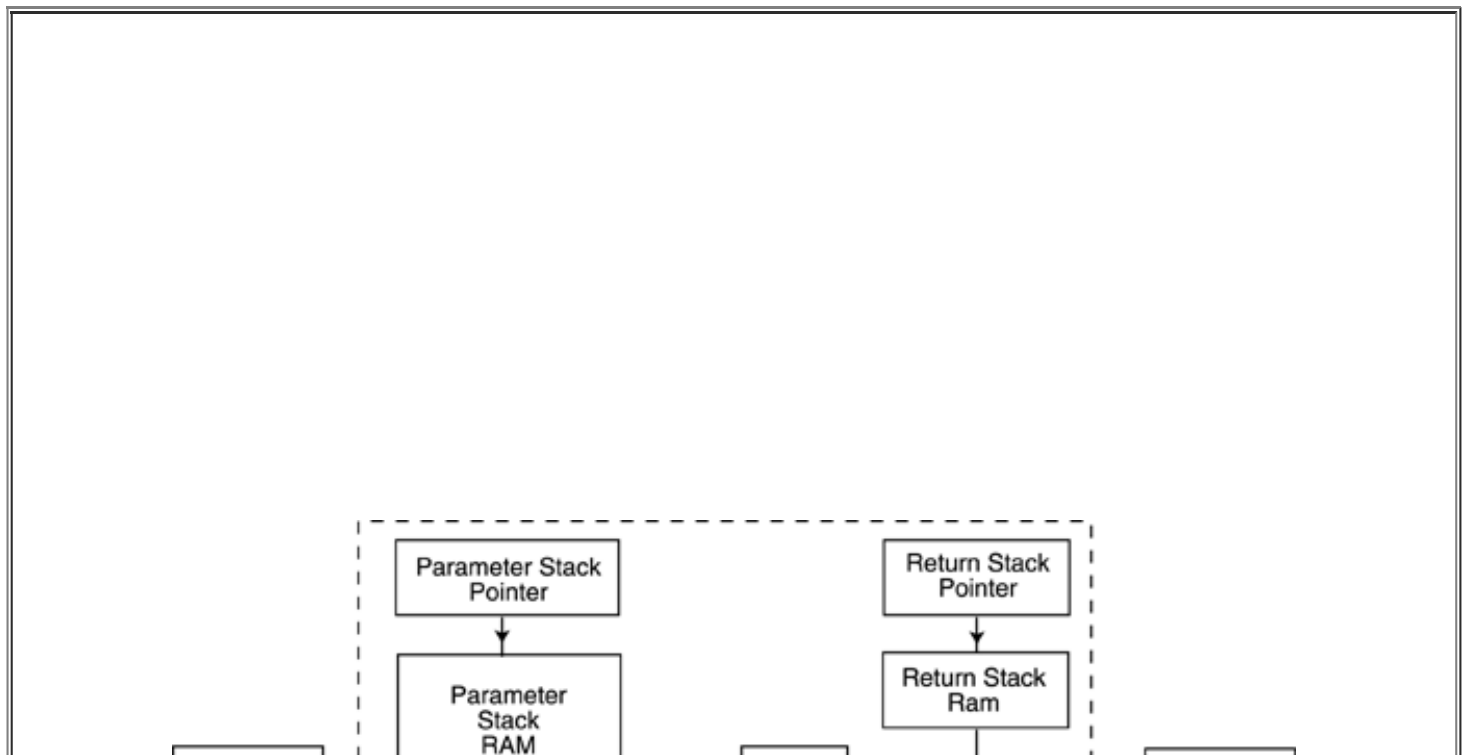 Parameter Stack
Pointer
Return Stack
Pointer
Parameter
Stack
RAM
Return Stack
Ram